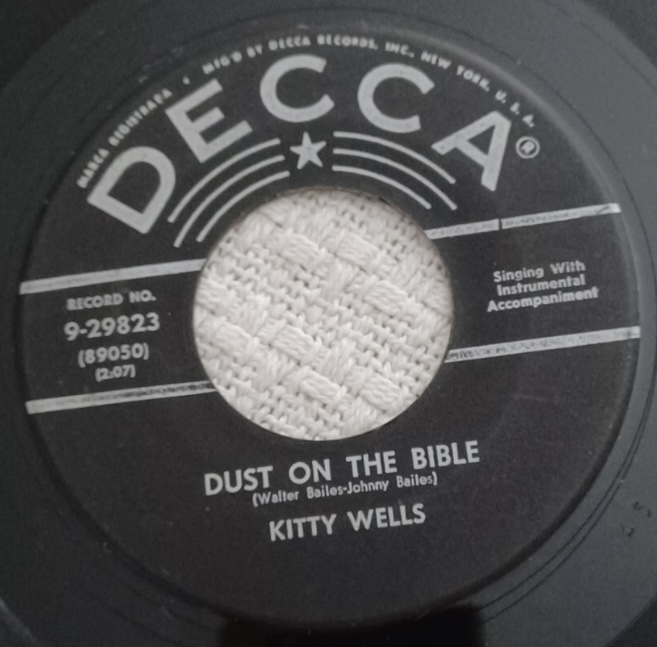 MARCA REGISTRADA • MFG'D BY DECCA RECORDS, INC., NEW YORK, U. S. A.
DECCA®
RECORD NO.
9-29823
(89050)
(2:07)
Singing With
Instrumental
Accompaniment
DUST ON THE BIBLE
(Walter Bailes-Johnny Bailes)
KITTY WELLS